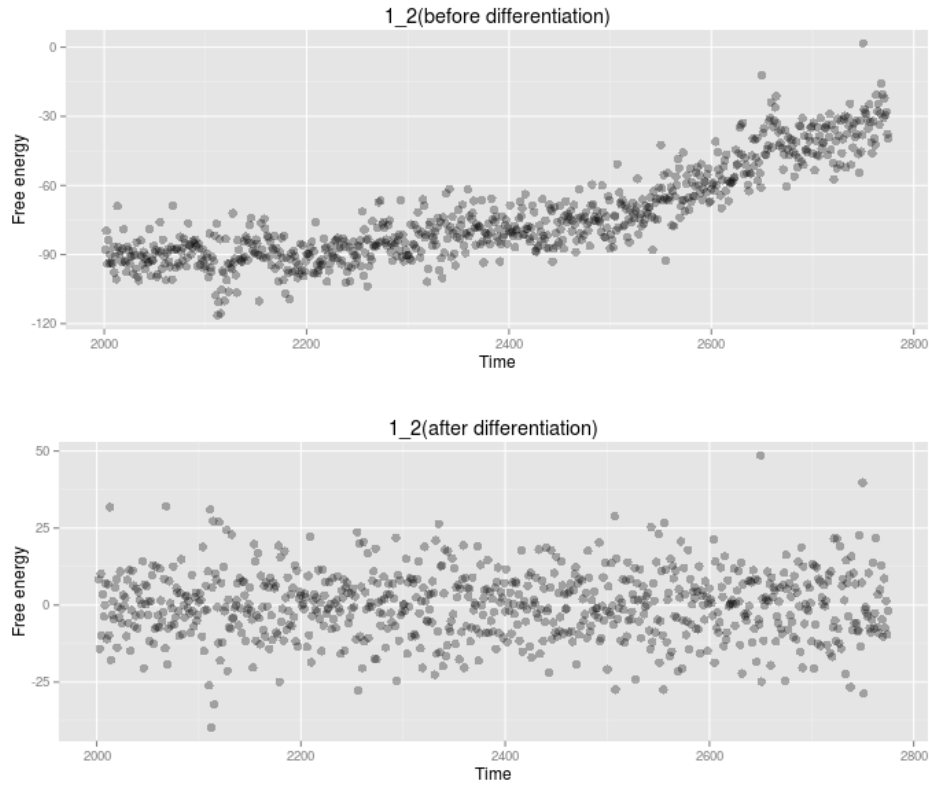 1_2(before differentiation)
0
-30
-60
-90
-120
Free energy
2000 2200 2400 2600 2800
Time
1_2(after differentiation)
50
25
0
-25
Free energy
2000 2200 2400 2600 2800
Time